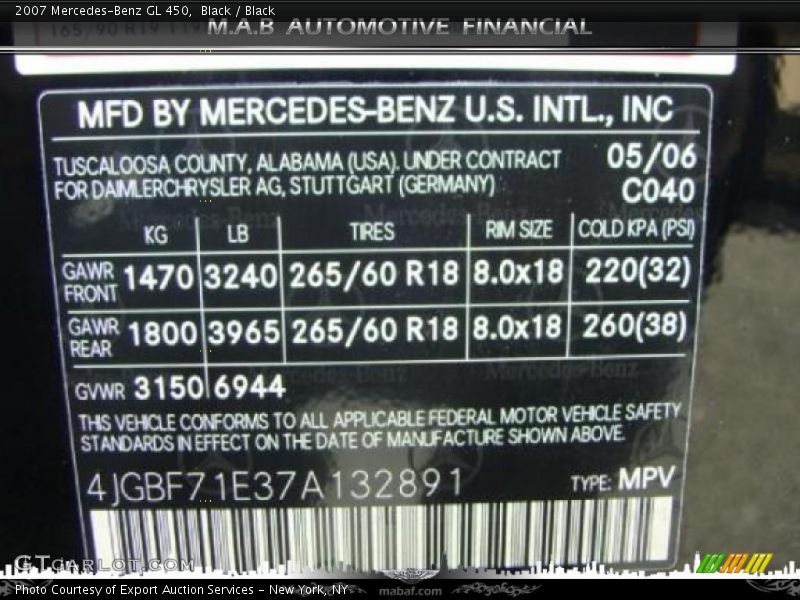 2007 Mercedes-Benz GL 450, Black / Black
M.A.B AUTOMOTIVE FINANCIAL
MFD BY MERCEDES-BENZ U.S. INTL., INC
TUSCALOOSA COUNTY, ALABAMA (USA). UNDER CONTRACT 05/06
FOR DAIMLERCHRYSLER AG, STUTTGART (GERMANY) C040
KG LB TIRES RIM SIZE COLD KPA (PSI)
GAWR FRONT 1470 3240 265/60 R18 8.0x18 220(32)
GAWR REAR 1800 3965 265/60 R18 8.0x18 260(38)
GVWR 3150 6944
THIS VEHICLE CONFORMS TO ALL APPLICABLE FEDERAL MOTOR VEHICLE SAFETY
STANDARDS IN EFFECT ON THE DATE OF MANUFACTURE SHOWN ABOVE.
4JGBF71E37A132891 TYPE: MPV
GTcarlot.com
Photo Courtesy of Export Auction Services - New York, NY mabaf.com